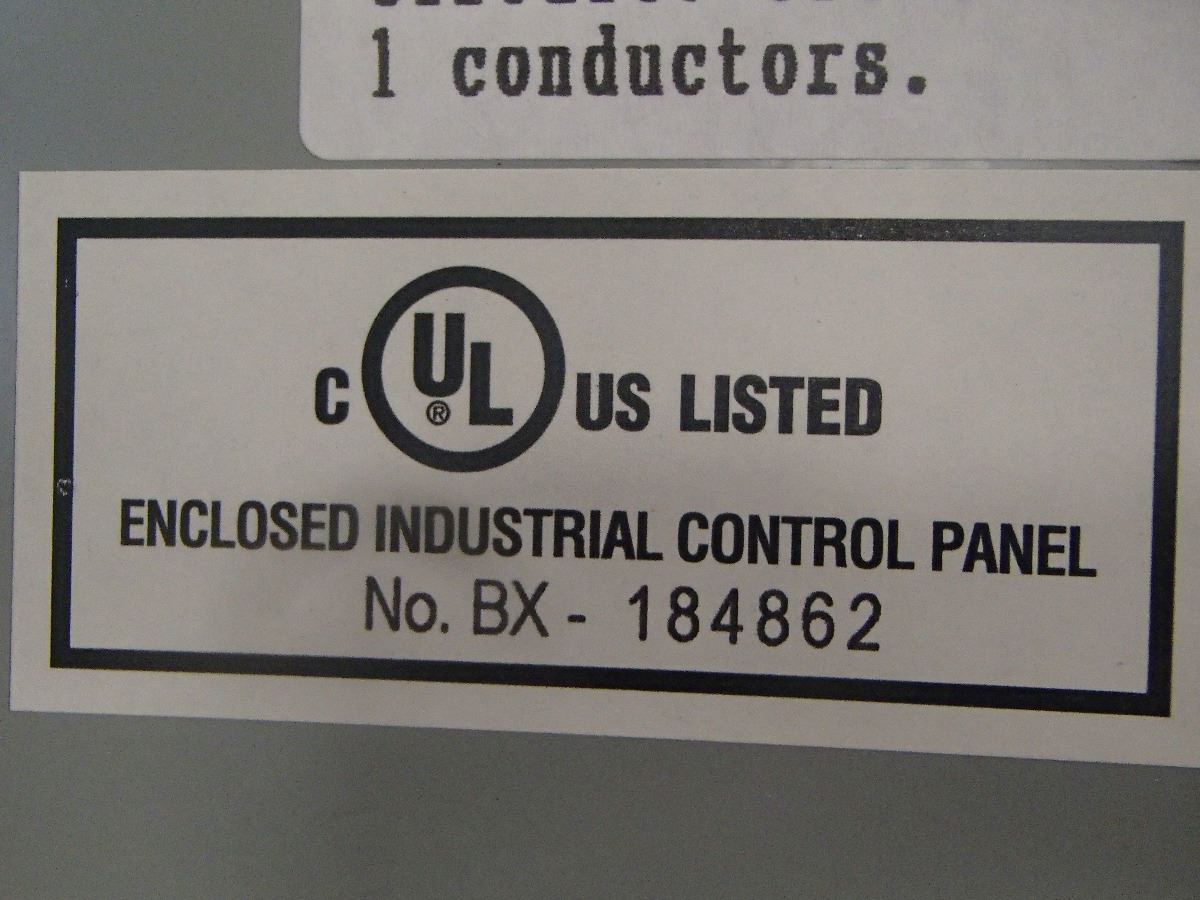 1 conductors.
C UL ® US LISTED
ENCLOSED INDUSTRIAL CONTROL PANEL
No. BX - 184862